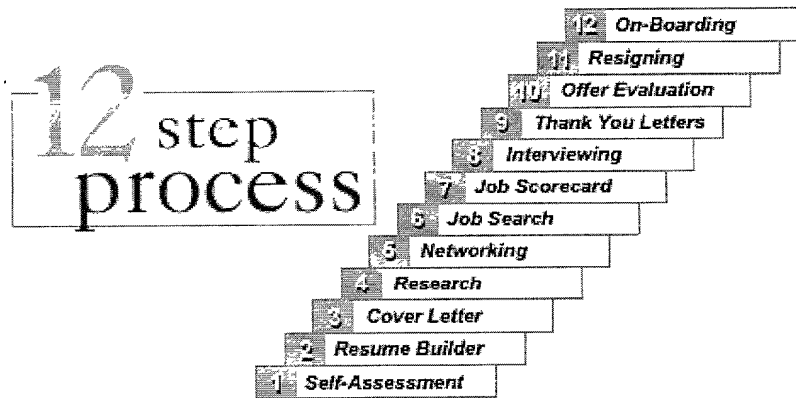 12
step
process
12 On-Boarding
11 Resigning
10 Offer Evaluation
9 Thank You Letters
8 Interviewing
7 Job Scorecard
6 Job Search
5 Networking
4 Research
3 Cover Letter
2 Resume Builder
1 Self-Assessment